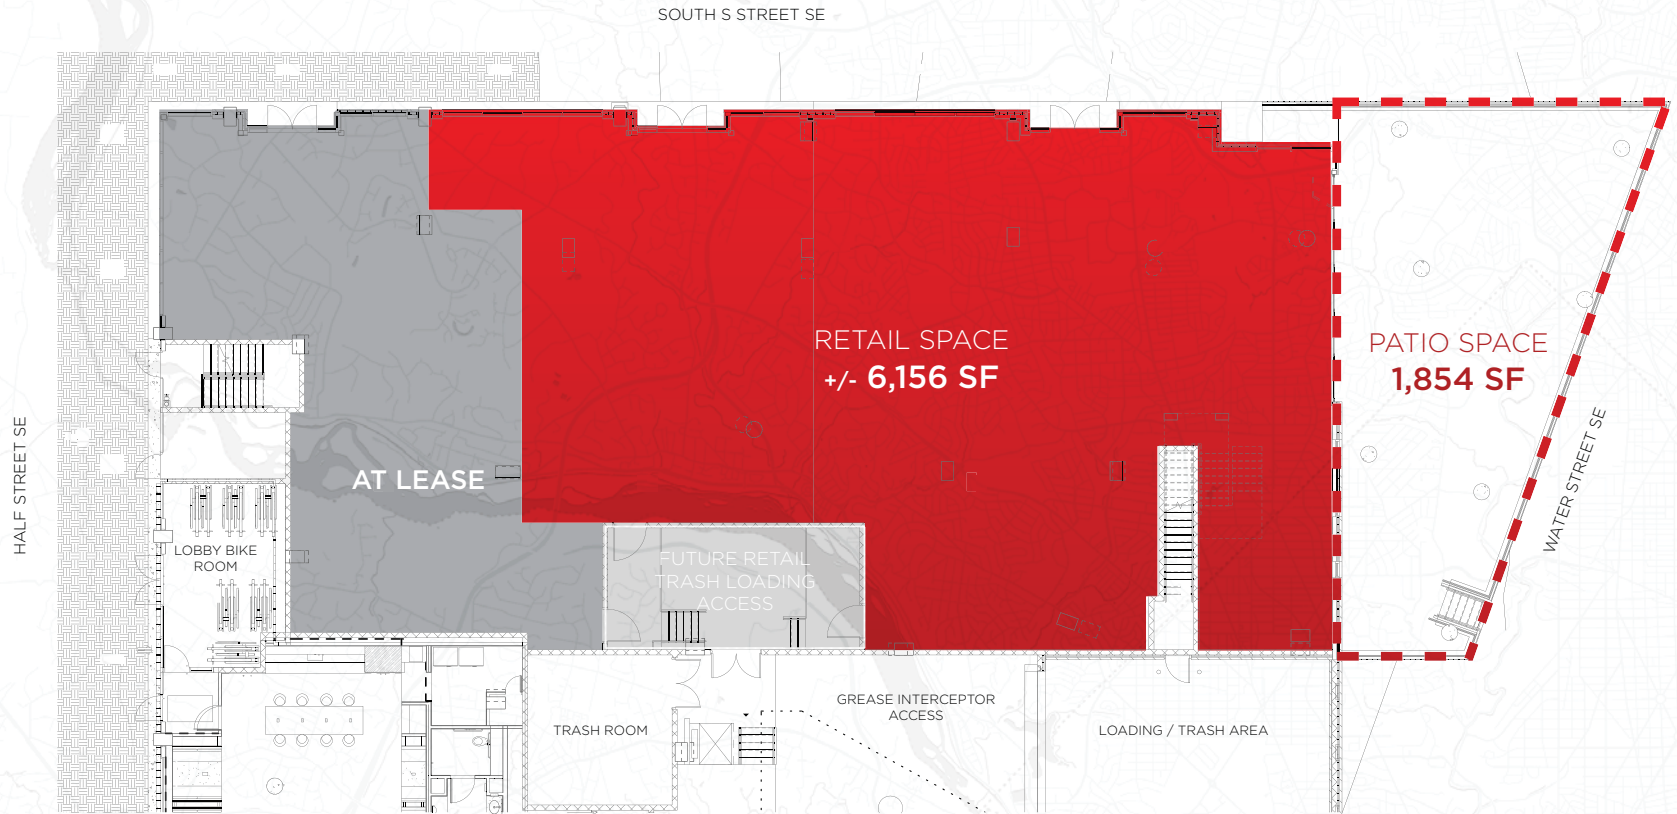 SOUTH S STREET SE
RETAIL SPACE
+/- 6,156 SF
PATIO SPACE
1,854 SF
HALF STREET SE
WATER STREET SE
AT LEASE
LOBBY BIKE
ROOM
FUTURE RETAIL
TRASH LOADING
ACCESS
TRASH ROOM
GREASE INTERCEPTOR
ACCESS
LOADING / TRASH AREA